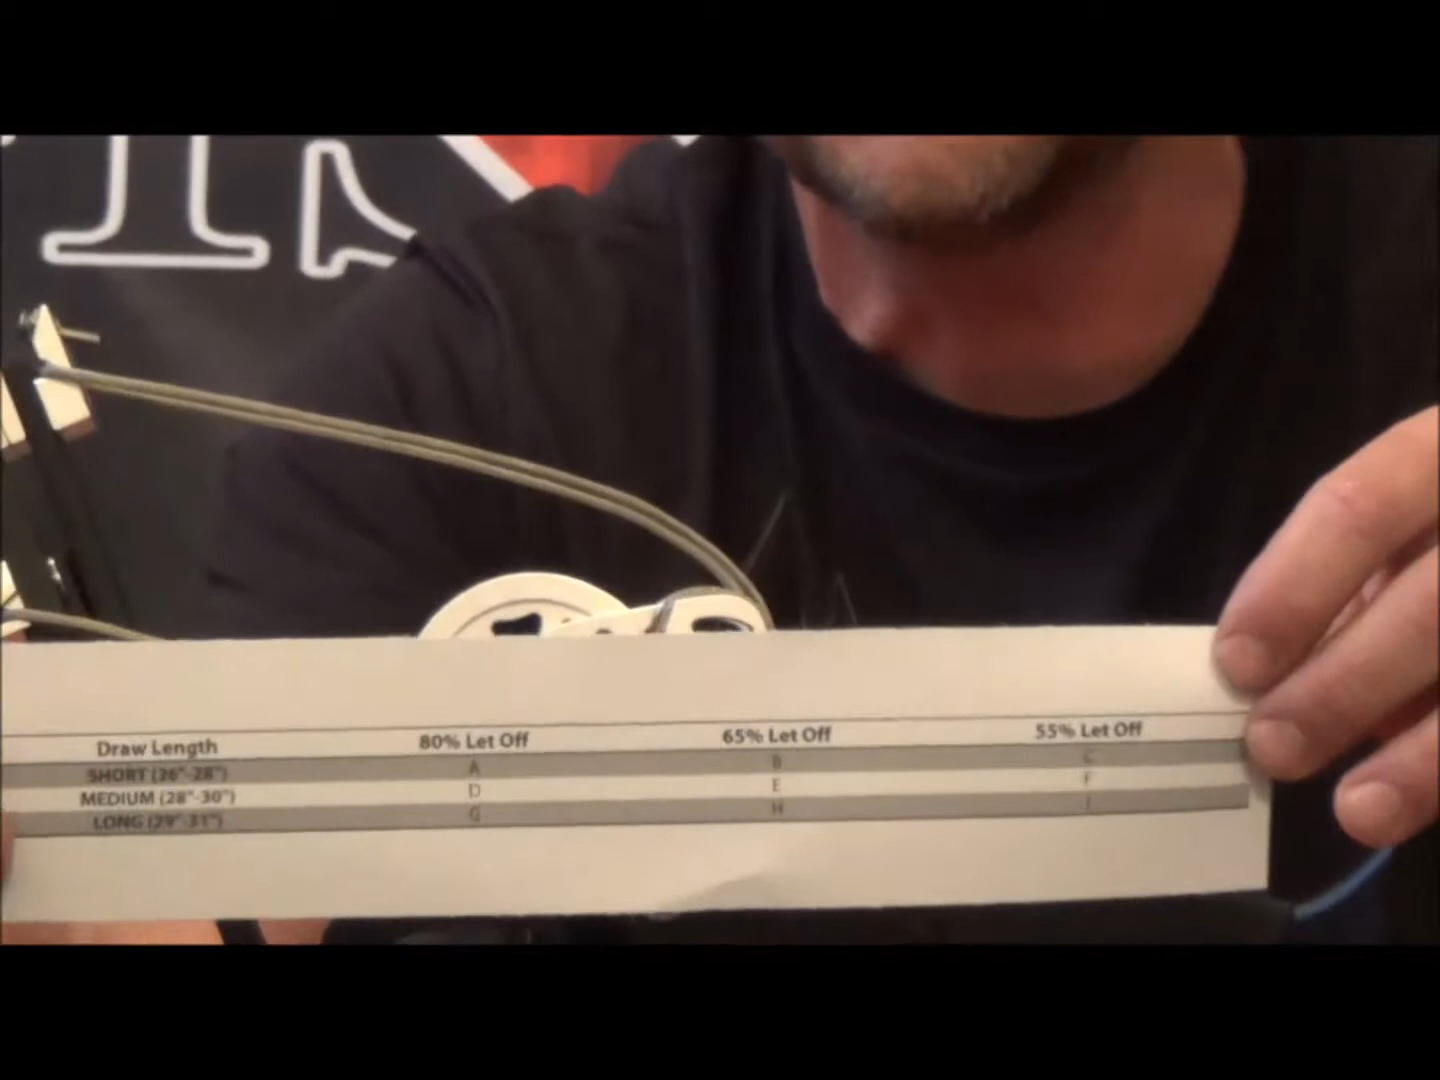 Draw Length 80% Let Off 65% Let Off 55% Let Off
SHORT (26"-28") A B C
MEDIUM (28"-30") D E F
LONG (29"-31") G H I